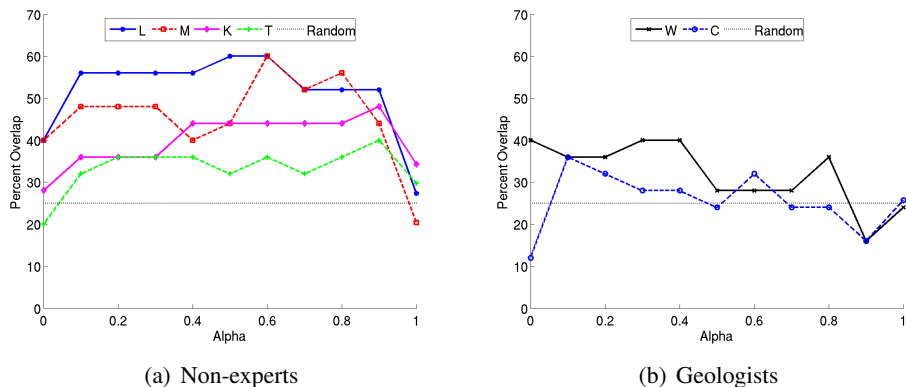 L M K T Random
70
60
50
40
30
20
10
0
Percent Overlap
0 0.2 0.4 0.6 0.8 1
Alpha
(a) Non-experts
W C Random
70
60
50
40
30
20
10
0
Percent Overlap
0 0.2 0.4 0.6 0.8 1
Alpha
(b) Geologists